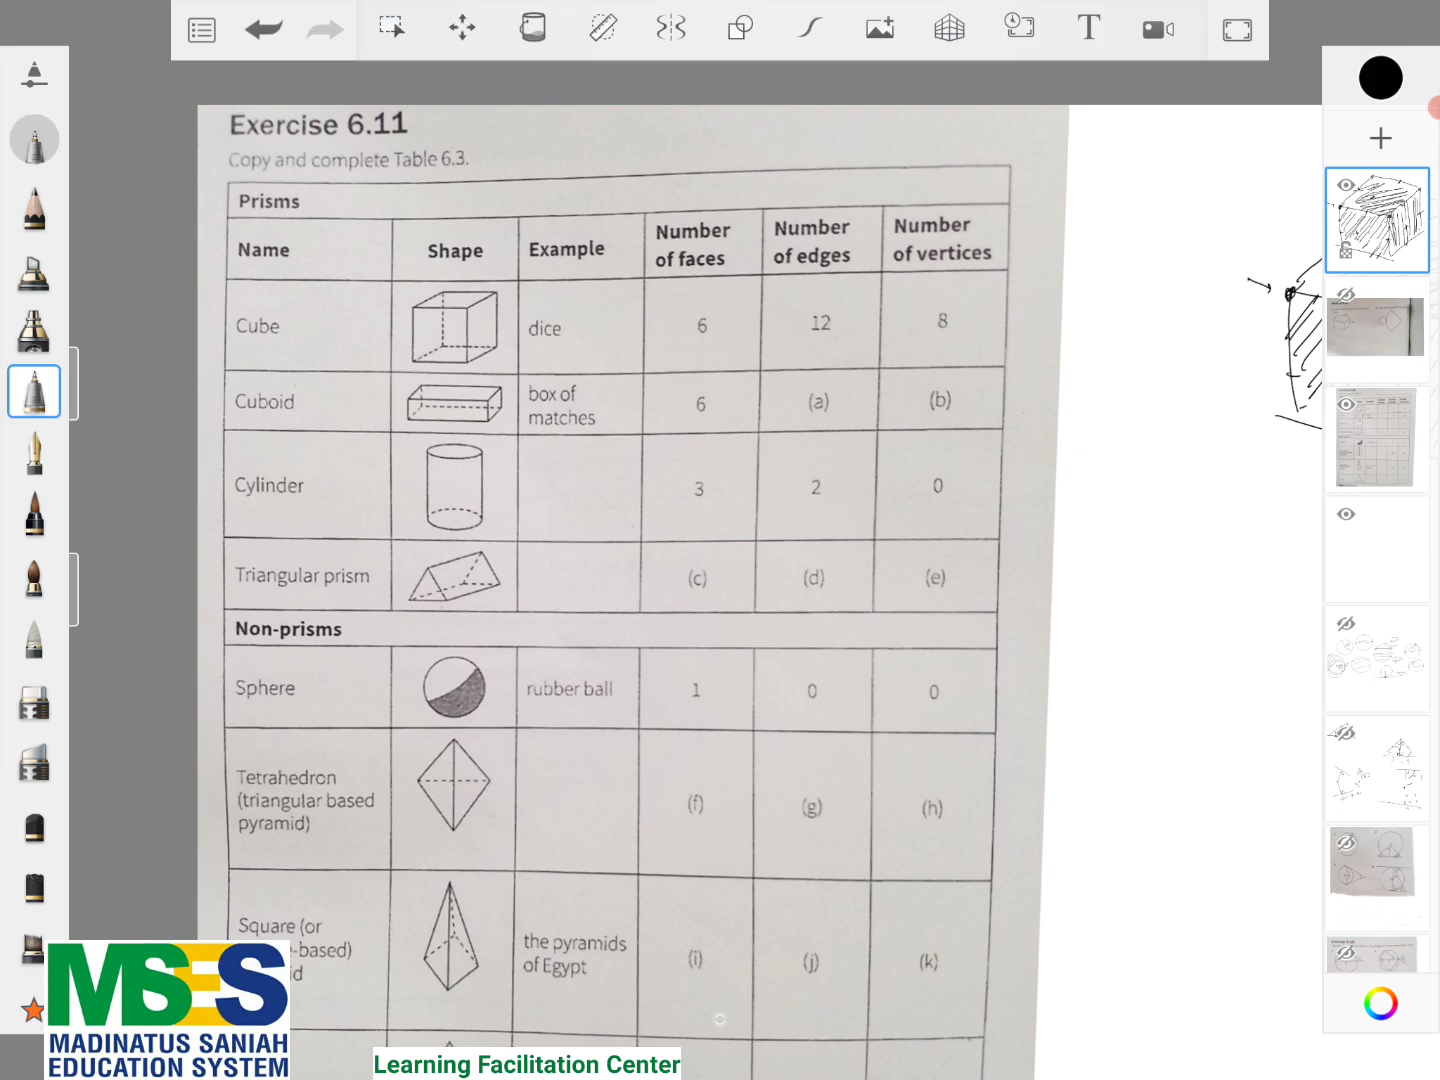 Exercise 6.11
Copy and complete Table 6.3.
Prisms
Name Shape Example Number of faces Number of edges Number of vertices
Cube dice 6 12 8
Cuboid box of matches 6 (a) (b)
Cylinder 3 2 0
Triangular prism (c) (d) (e)
Non-prisms
Sphere rubber ball 1 0 0
Tetrahedron (triangular based pyramid) (f) (g) (h)
Square (or -based) the pyramids of Egypt (i) (j) (k)
T
MSES
MADINATUS SANIAH
EDUCATION SYSTEM
Learning Facilitation Center